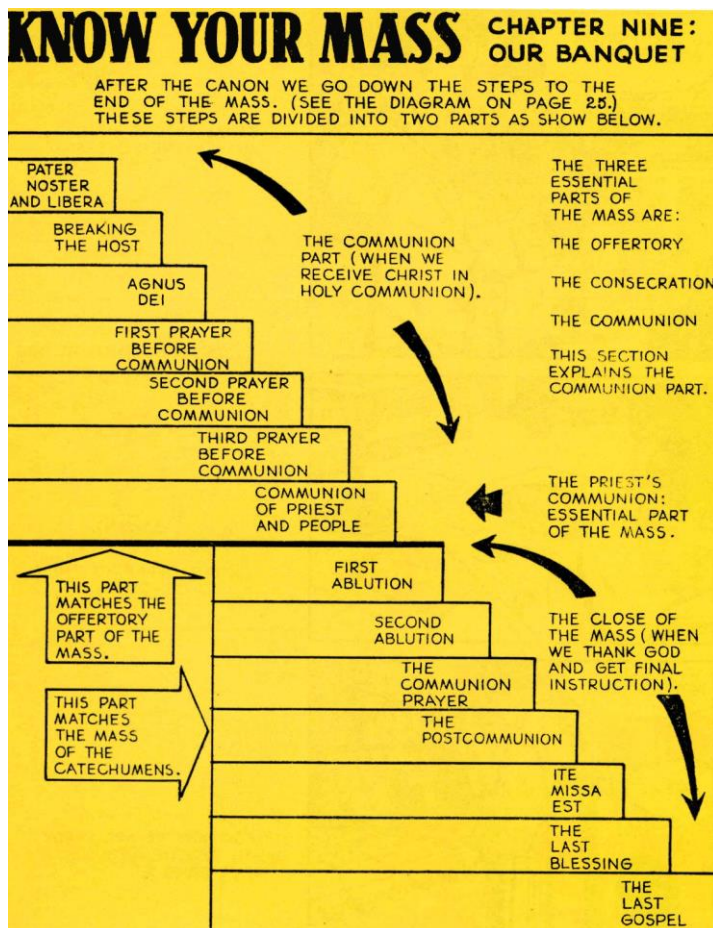 KNOW YOUR MASS
CHAPTER NINE:
OUR BANQUET
AFTER THE CANON WE GO DOWN THE STEPS TO THE
END OF THE MASS. (SEE THE DIAGRAM ON PAGE 25.)
THESE STEPS ARE DIVIDED INTO TWO PARTS AS SHOW BELOW.
PATER
NOSTER
AND LIBERA
BREAKING
THE HOST
AGNUS
DEI
FIRST PRAYER
BEFORE
COMMUNION
SECOND PRAYER
BEFORE
COMMUNION
THIRD PRAYER
BEFORE
COMMUNION
COMMUNION
OF PRIEST
AND PEOPLE
THE COMMUNION
PART (WHEN WE
RECEIVE CHRIST IN
HOLY COMMUNION).
THE THREE
ESSENTIAL
PARTS OF
THE MASS ARE:
THE OFFERTORY
THE CONSECRATION
THE COMMUNION
THIS SECTION
EXPLAINS THE
COMMUNION PART.
THE PRIEST'S
COMMUNION:
ESSENTIAL PART
OF THE MASS.
THIS PART
MATCHES THE
OFFERTORY
PART OF THE
MASS.
THIS PART
MATCHES
THE MASS
OF THE
CATECHUMENS.
FIRST
ABLUTION
SECOND
ABLUTION
THE
COMMUNION
PRAYER
THE
POSTCOMMUNION
ITE
MISSA
EST
THE
LAST
BLESSING
THE
LAST
GOSPEL
THE CLOSE OF
THE MASS (WHEN
WE THANK GOD
AND GET FINAL
INSTRUCTION).